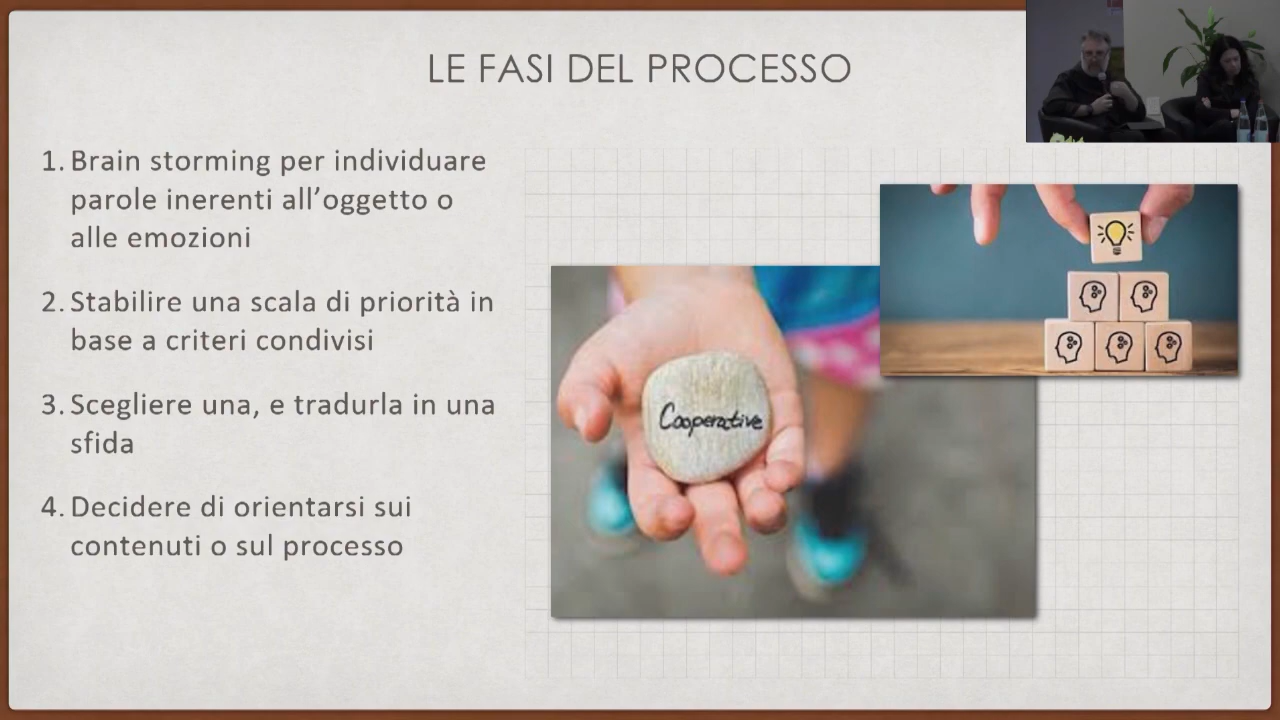 LE FASI DEL PROCESSO
1. Brain storming per individuare
parole inerenti all’oggetto o
alle emozioni
2. Stabilire una scala di priorità in
base a criteri condivisi
3. Scegliere una, e tradurla in una
sfida
4. Decidere di orientarsi sui
contenuti o sul processo
Cooperative